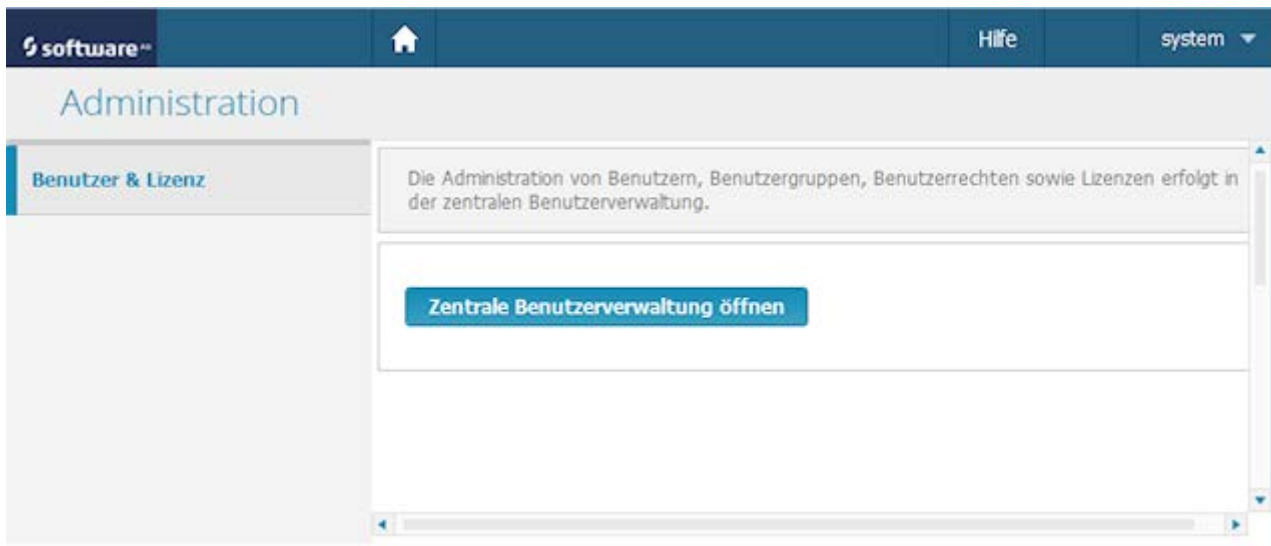 software AG
Hilfe
system
Administration
Benutzer & Lizenz
Die Administration von Benutzern, Benutzergruppen, Benutzerrechten sowie Lizenzen erfolgt in
der zentralen Benutzerverwaltung.
Zentrale Benutzerverwaltung öffnen